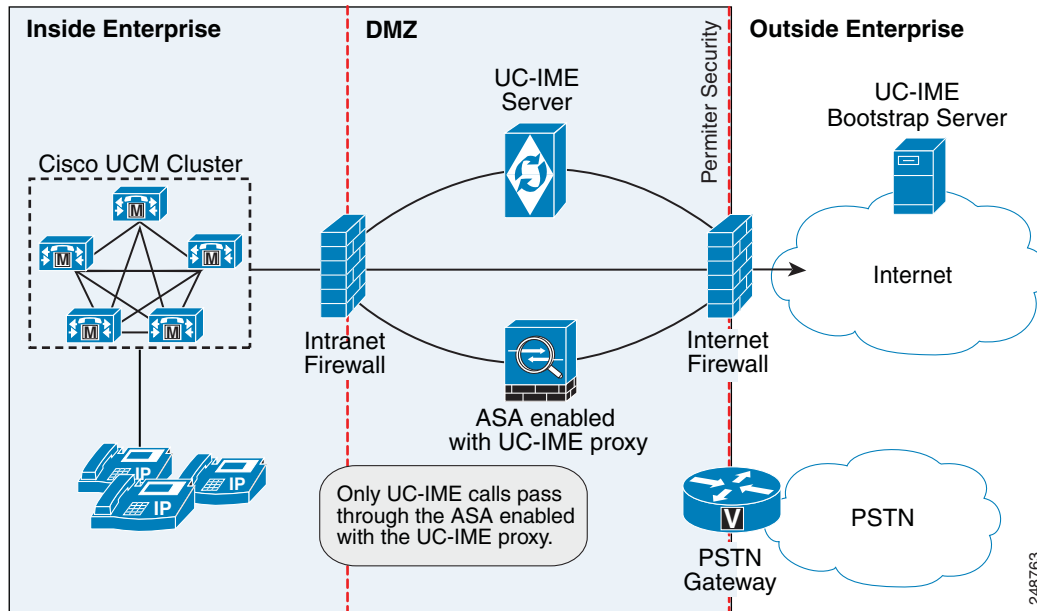 Inside Enterprise
DMZ
Permiter Security
Outside Enterprise
UC-IME
Server
UC-IME
Bootstrap Server
Cisco UCM Cluster
M
M
M
M
M
Internet
Intranet
Firewall
Internet
Firewall
ASA enabled
with UC-IME proxy
IP
IP
IP
Only UC-IME calls pass
through the ASA enabled
with the UC-IME proxy.
V
PSTN
PSTN
Gateway
248763